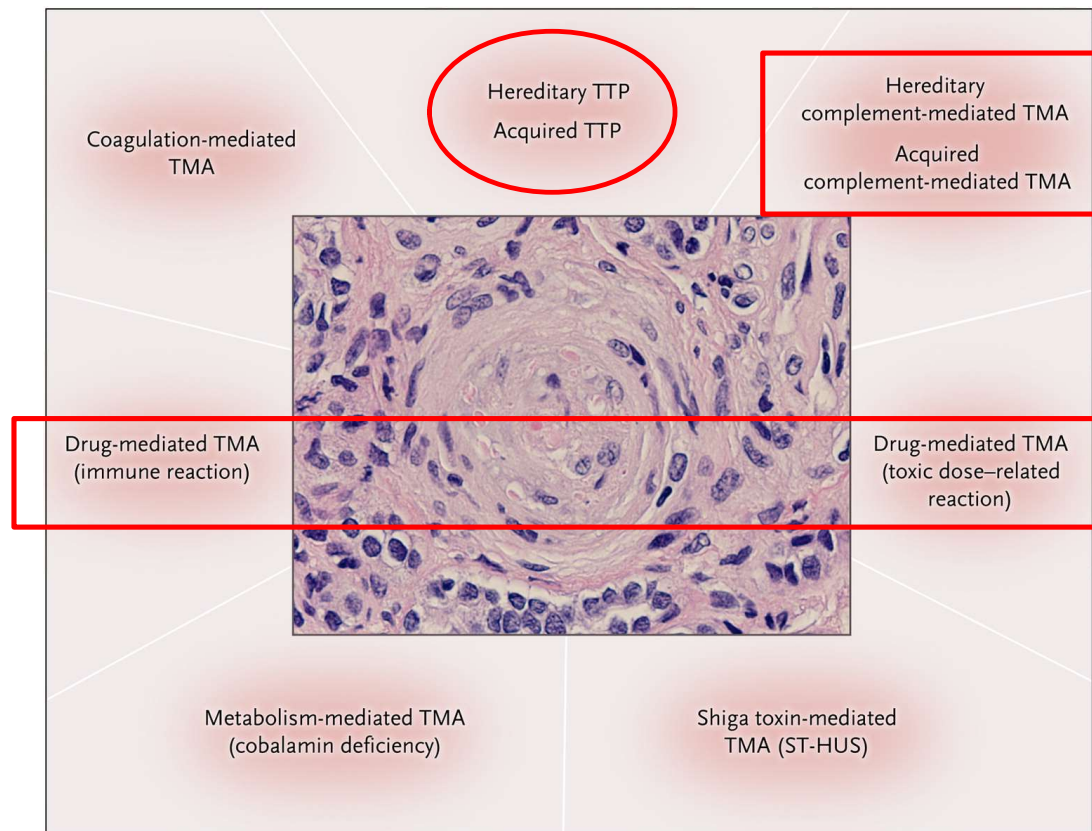 Hereditary TTP
Acquired TTP
Hereditary
complement-mediated TMA
Acquired
complement-mediated TMA
Coagulation-mediated
TMA
Drug-mediated TMA
(immune reaction)
Drug-mediated TMA
(toxic dose–related
reaction)
Metabolism-mediated TMA
(cobalamin deficiency)
Shiga toxin-mediated
TMA (ST-HUS)